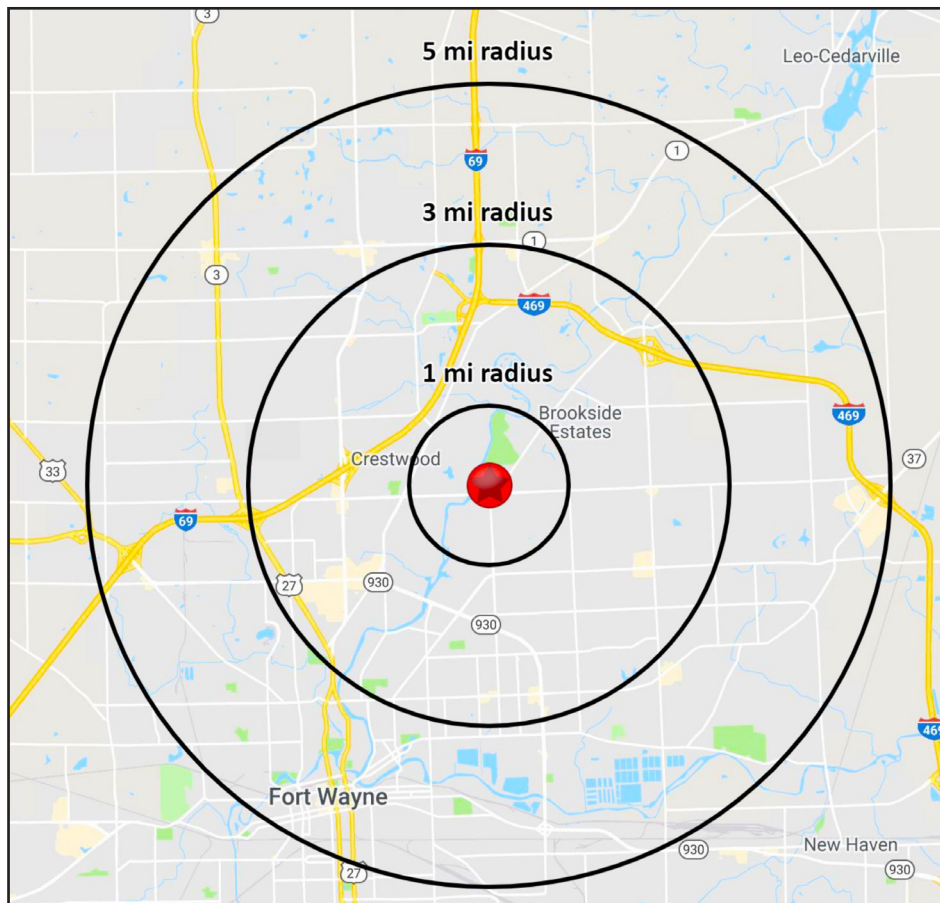 3
5 mi radius
Leo-Cedarville
1
69
3 mi radius
1
3
469
1 mi radius
Brookside
Estates
469
Crestwood
37
33
69
27
930
930
469
Fort Wayne
New Haven
930
930
27